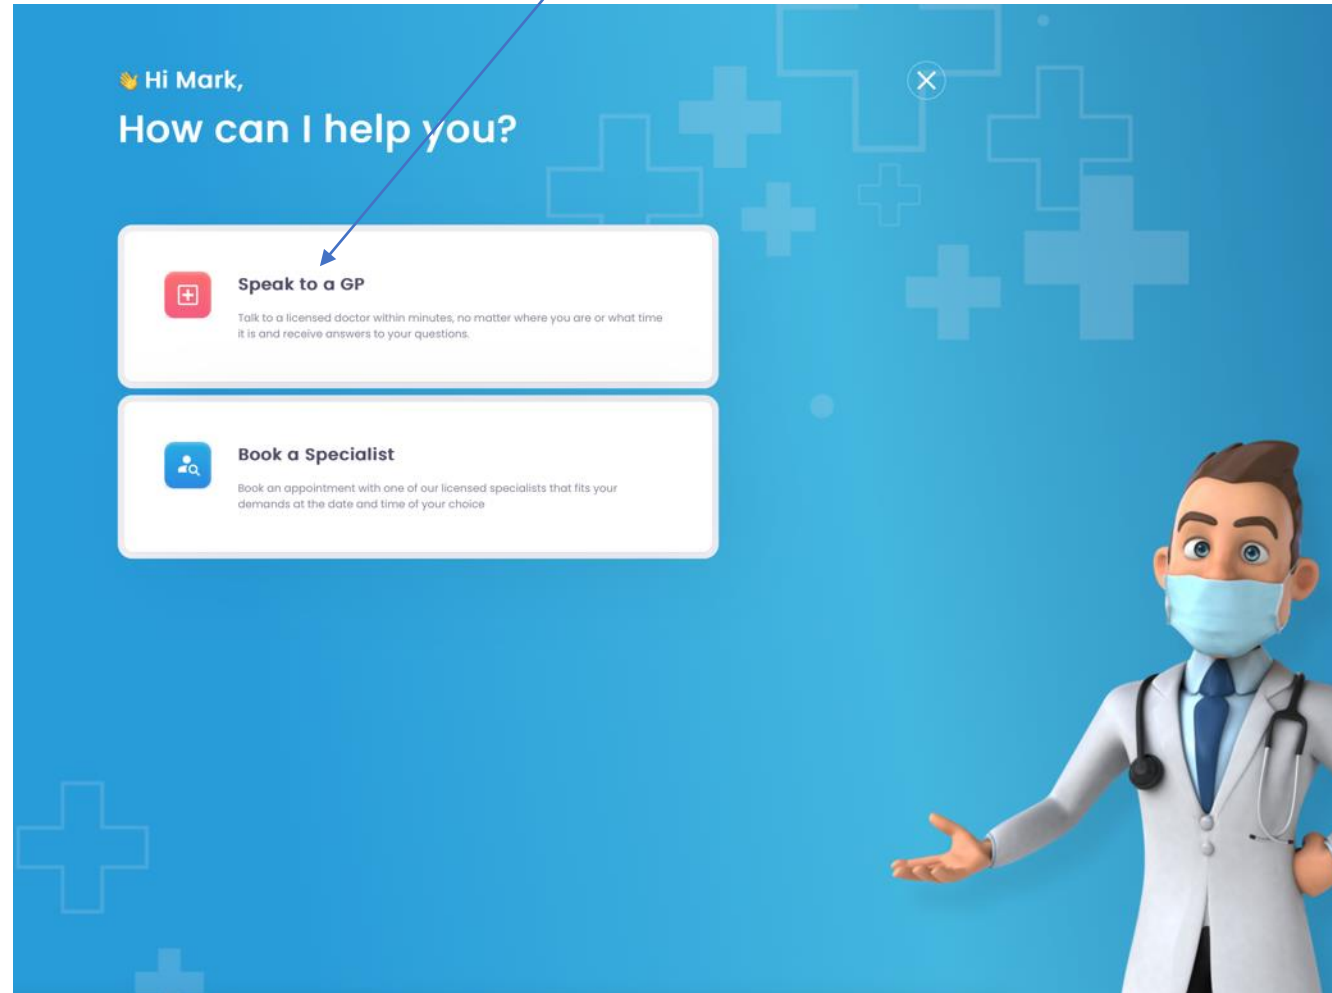 👋 Hi Mark,
How can I help you?
Speak to a GP
Talk to a licensed doctor within minutes, no matter where you are or what time
it is and receive answers to your questions.
Book a Specialist
Book an appointment with one of our licensed specialists that fits your
demands at the date and time of your choice